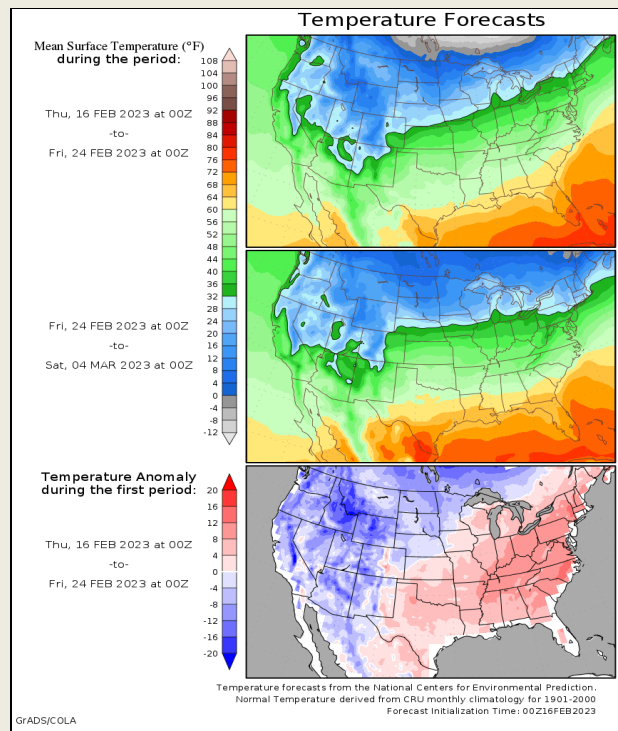 Temperature Forecasts
Mean Surface Temperature (°F)
during the period:
Thu, 16 FEB 2023 at 00Z
-to-
Fri, 24 FEB 2023 at 00Z
108
104
100
96
92
88
84
80
76
72
68
64
60
56
52
48
44
40
36
32
28
24
20
16
12
8
4
0
-4
-8
-12
Fri, 24 FEB 2023 at 00Z
-to-
Sat, 04 MAR 2023 at 00Z
Temperature Anomaly
during the first period:
Thu, 16 FEB 2023 at 00Z
-to-
Fri, 24 FEB 2023 at 00Z
20
16
12
8
4
0
-4
-8
-12
-16
-20
Temperature forecasts from the National Centers for Environmental Prediction.
Normal Temperature derived from CRU monthly climatology for 1901-2000
Forecast Initialization Time: 00Z16FEB2023
GrADS/COLA